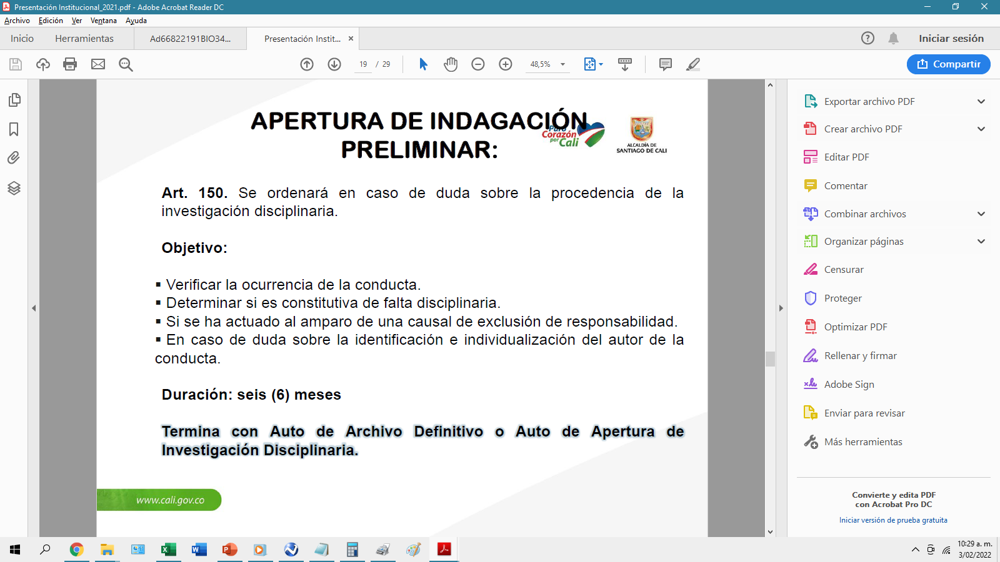 Presentación Institucional_2021.pdf - Adobe Acrobat Reader DC
Archivo Edición Ver Ventana Ayuda
Inicio Herramientas Ad66822191BIO34... Presentación Instit... × Iniciar sesión
19 / 29 48,5% Compartir
APERTURA DE INDAGACIÓN
PRELIMINAR:
Puro
Corazón
por Cali
ALCALDÍA DE
SANTIAGO DE CALI
Art. 150. Se ordenará en caso de duda sobre la procedencia de la
investigación disciplinaria.
Objetivo:
▪ Verificar la ocurrencia de la conducta.
▪ Determinar si es constitutiva de falta disciplinaria.
▪ Si se ha actuado al amparo de una causal de exclusión de responsabilidad.
▪ En caso de duda sobre la identificación e individualización del autor de la
conducta.
Duración: seis (6) meses
Termina con Auto de Archivo Definitivo o Auto de Apertura de
Investigación Disciplinaria.
www.cali.gov.co
Exportar archivo PDF
Crear archivo PDF
Editar PDF
Comentar
Combinar archivos
Organizar páginas
Censurar
Proteger
Optimizar PDF
Rellenar y firmar
Adobe Sign
Enviar para revisar
Más herramientas
Convierte y edita PDF
con Acrobat Pro DC
Iniciar versión de prueba gratuita
10:29 a. m.
3/02/2022